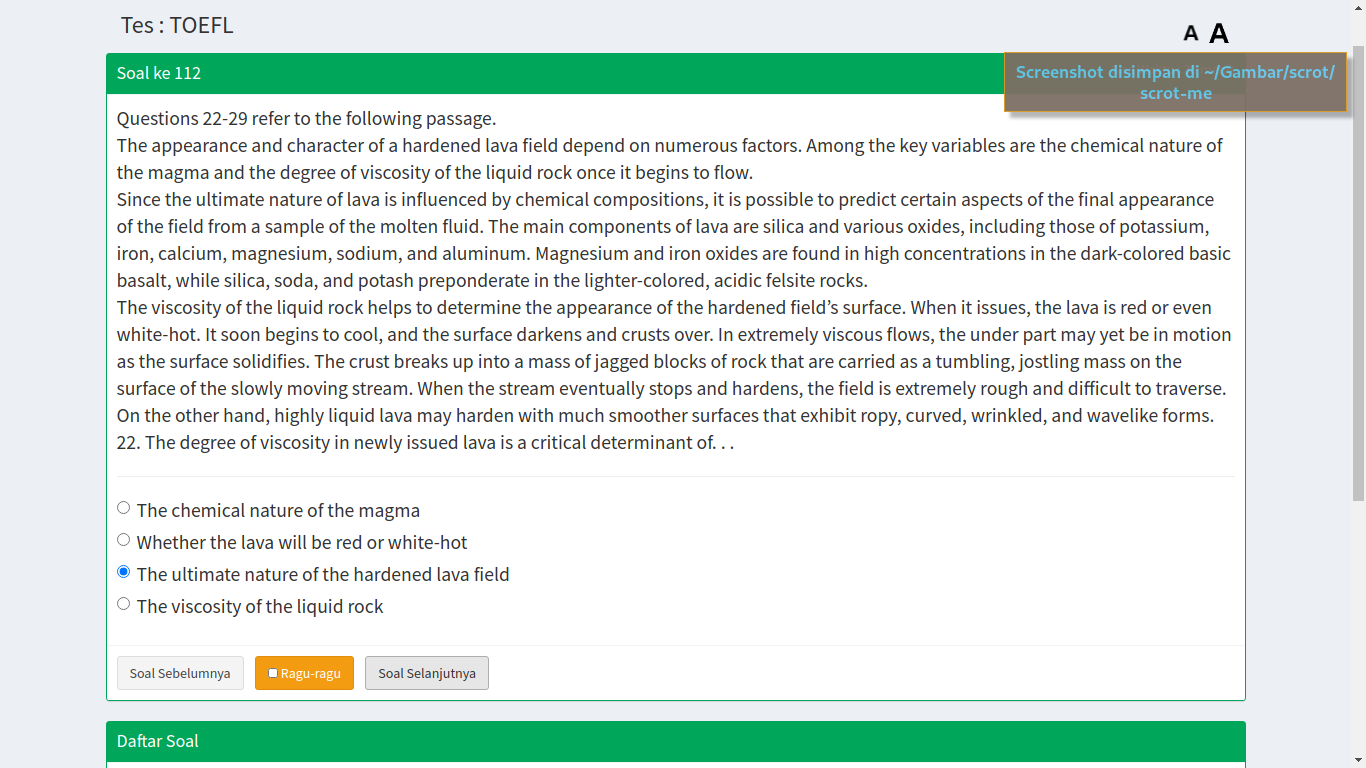 Tes : TOEFL
A A
Soal ke 112
Screenshot disimpan di ~/Gambar/scrot/
scrot-me
Questions 22-29 refer to the following passage.
The appearance and character of a hardened lava field depend on numerous factors. Among the key variables are the chemical nature of
the magma and the degree of viscosity of the liquid rock once it begins to flow.
Since the ultimate nature of lava is influenced by chemical compositions, it is possible to predict certain aspects of the final appearance
of the field from a sample of the molten fluid. The main components of lava are silica and various oxides, including those of potassium,
iron, calcium, magnesium, sodium, and aluminum. Magnesium and iron oxides are found in high concentrations in the dark-colored basic
basalt, while silica, soda, and potash preponderate in the lighter-colored, acidic felsite rocks.
The viscosity of the liquid rock helps to determine the appearance of the hardened field’s surface. When it issues, the lava is red or even
white-hot. It soon begins to cool, and the surface darkens and crusts over. In extremely viscous flows, the under part may yet be in motion
as the surface solidifies. The crust breaks up into a mass of jagged blocks of rock that are carried as a tumbling, jostling mass on the
surface of the slowly moving stream. When the stream eventually stops and hardens, the field is extremely rough and difficult to traverse.
On the other hand, highly liquid lava may harden with much smoother surfaces that exhibit ropy, curved, wrinkled, and wavelike forms.
22. The degree of viscosity in newly issued lava is a critical determinant of. . .
The chemical nature of the magma
Whether the lava will be red or white-hot
The ultimate nature of the hardened lava field
The viscosity of the liquid rock
Soal Sebelumnya Ragu-ragu Soal Selanjutnya
Daftar Soal